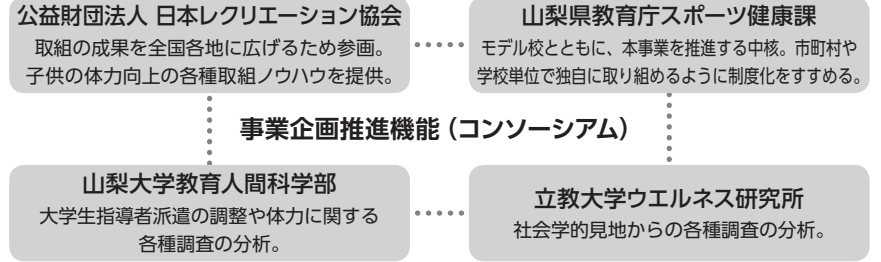 公益財団法人 日本レクリエーション協会
取組の成果を全国各地に広げるため参画。
子供の体力向上の各種取組ノウハウを提供。
山梨県教育庁スポーツ健康課
モデル校とともに、本事業を推進する中核。市町村や
学校単位で独自に取り組めるように制度化をすすめる。
事業企画推進機能（コンソーシアム）
山梨大学教育人間科学部
大学生指導者派遣の調整や体力に関する
各種調査の分析。
立教大学ウエルネス研究所
社会学的見地からの各種調査の分析。